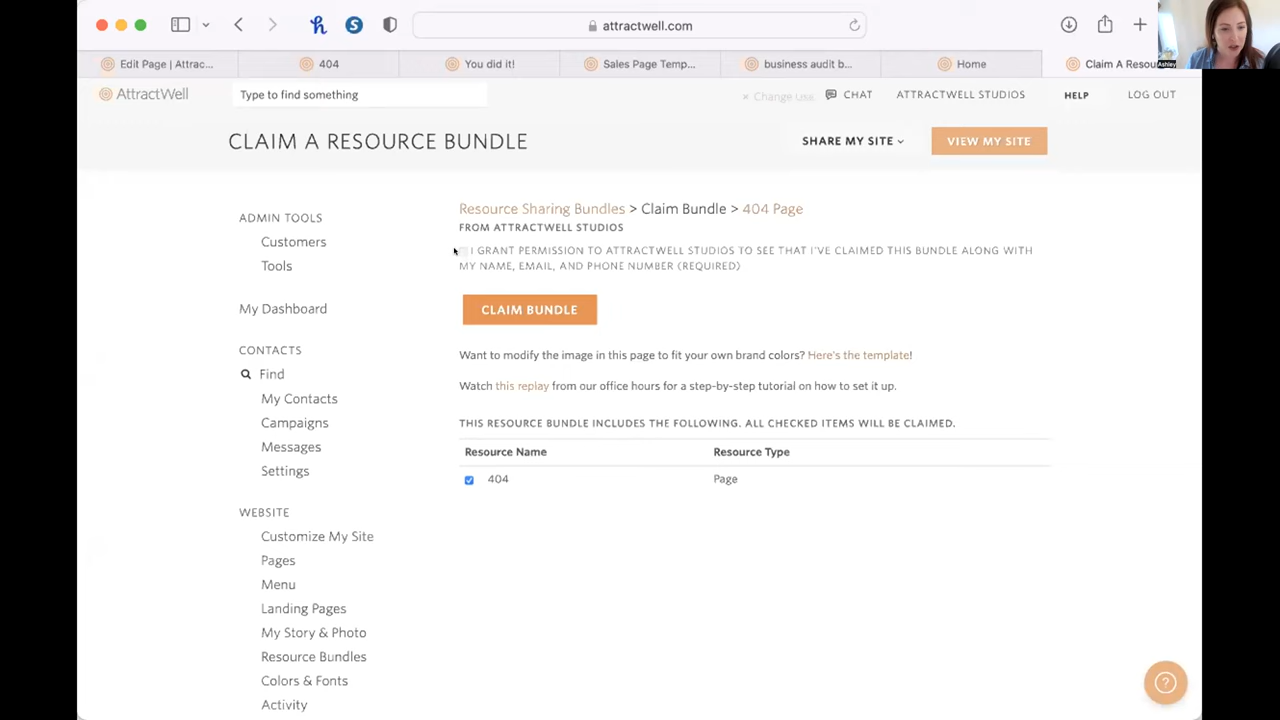 attractwell.com
Edit Page | Attrac...
404
You did it!
Sales Page Temp...
business audit b...
Home
Claim A Resou
Ashley
AttractWell
Type to find something
× Change Use
CHAT
ATTRACTWELL STUDIOS
HELP
LOG OUT
CLAIM A RESOURCE BUNDLE
SHARE MY SITE
VIEW MY SITE
ADMIN TOOLS
Customers
Tools
My Dashboard
CONTACTS
Find
My Contacts
Campaigns
Messages
Settings
WEBSITE
Customize My Site
Pages
Menu
Landing Pages
My Story & Photo
Resource Bundles
Colors & Fonts
Activity
Resource Sharing Bundles > Claim Bundle > 404 Page
FROM ATTRACTWELL STUDIOS
I GRANT PERMISSION TO ATTRACTWELL STUDIOS TO SEE THAT I'VE CLAIMED THIS BUNDLE ALONG WITH
MY NAME, EMAIL, AND PHONE NUMBER (REQUIRED)
CLAIM BUNDLE
Want to modify the image in this page to fit your own brand colors? Here's the template!
Watch this replay from our office hours for a step-by-step tutorial on how to set it up.
THIS RESOURCE BUNDLE INCLUDES THE FOLLOWING. ALL CHECKED ITEMS WILL BE CLAIMED.
Resource Name Resource Type
404 Page